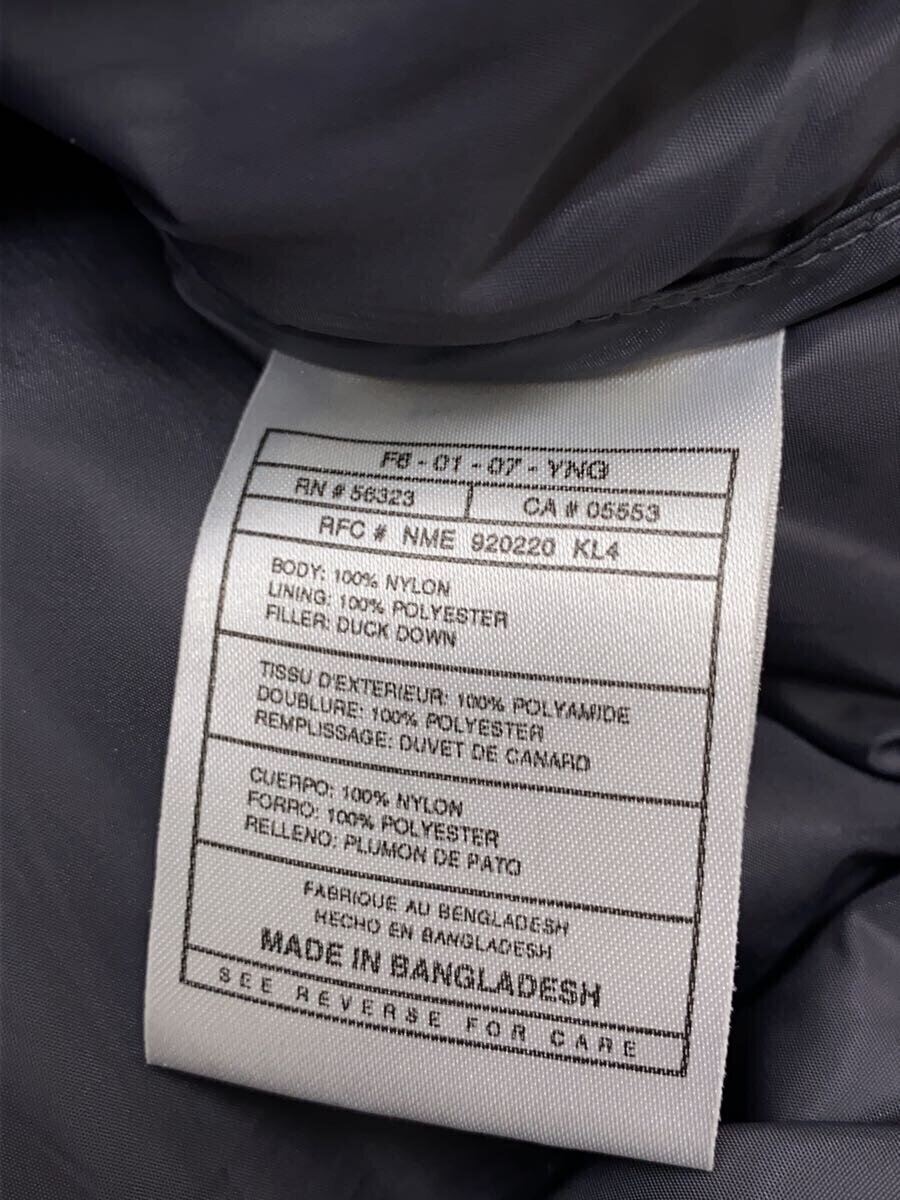 F6 - 01 - 07 - YNG
RN # 56323 CA # 05553
RFC # NME 920220 KL4
BODY: 100% NYLON
LINING: 100% POLYESTER
FILLER: DUCK DOWN
TISSU D'EXTERIEUR: 100% POLYAMIDE
DOUBLURE: 100% POLYESTER
REMPLISSAGE: DUVET DE CANARD
CUERPO: 100% NYLON
FORRO: 100% POLYESTER
RELLENO: PLUMON DE PATO
FABRIQUE AU BENGLADESH
HECHO EN BANGLADESH
MADE IN BANGLADESH
SEE REVERSE FOR CARE